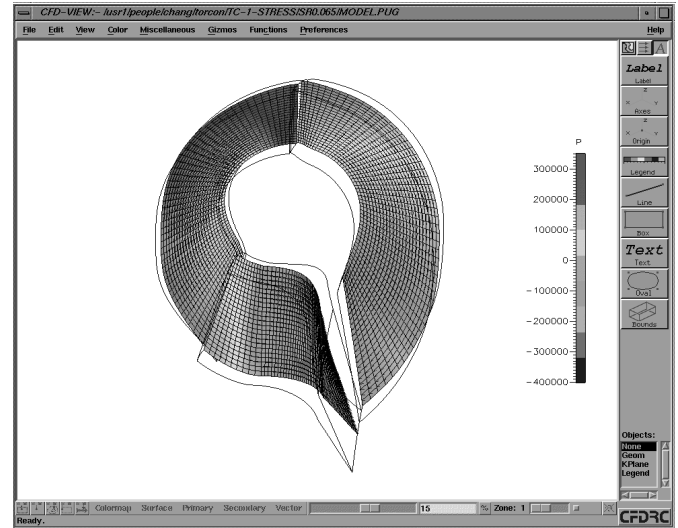 CFD-VIEW:- /usr1/people/chang/torcon/TC-1-STRESS/SR0.065/MODEL.PUG
File Edit View Color Miscellaneous Gizmos Functions Preferences Help
A
Label
Label
Z
X Y
Axes
Z
X Y
Origin
Legend
Line
Box
Text
Text
Oval
Bounds
P
300000
200000
100000
0
-100000
-200000
-300000
-400000
Objects:
None
Geom
KPlane
Legend
Colormap Surface Primary Secondary Vector 15 % Zone: 1
Ready.
CFDRC